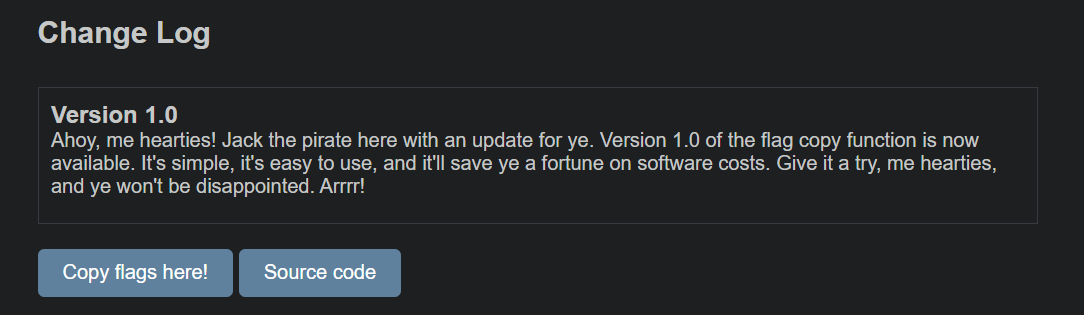 Change Log
Version 1.0
Ahoy, me hearties! Jack the pirate here with an update for ye. Version 1.0 of the flag copy function is now
available. It's simple, it's easy to use, and it'll save ye a fortune on software costs. Give it a try, me hearties,
and ye won't be disappointed. Arrrr!
Copy flags here! Source code